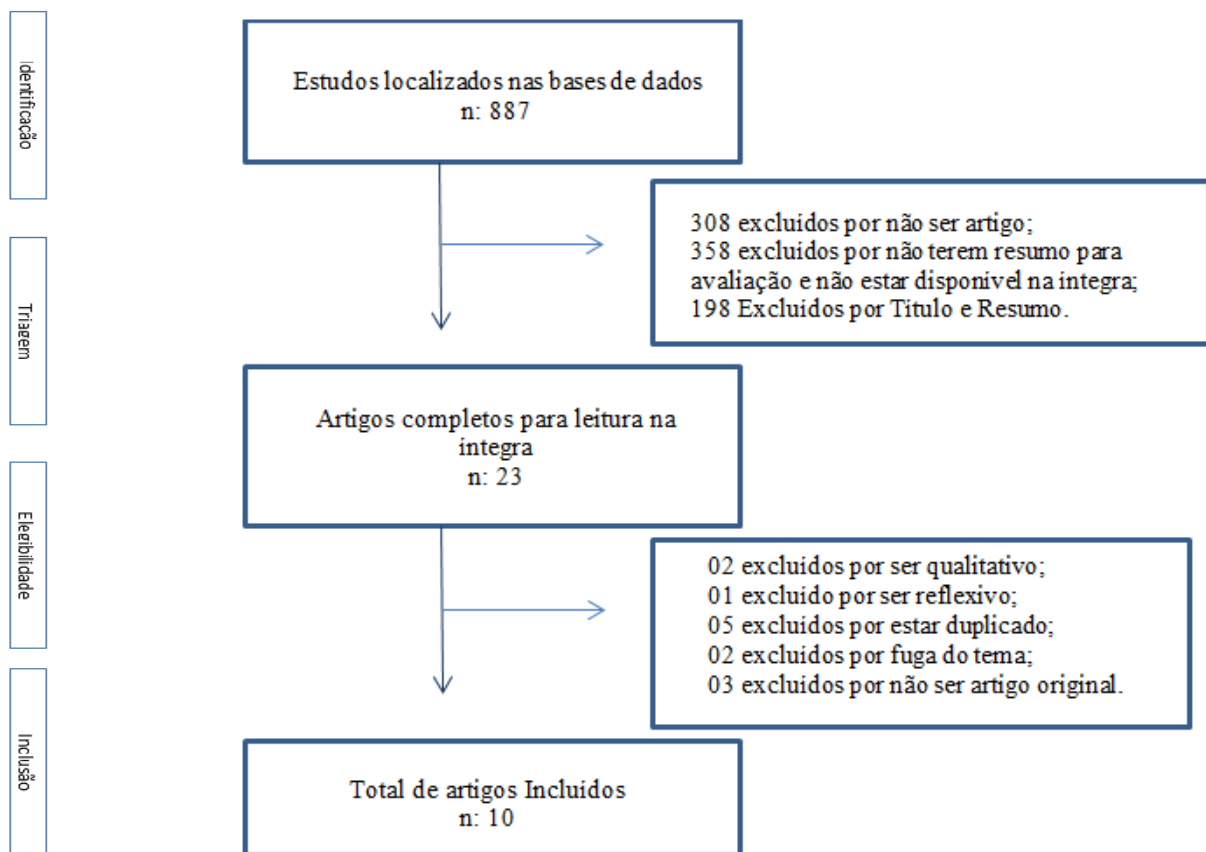 Identificação
Estudos localizados nas bases de dados
n: 887
308 excluidos por não ser artigo;
358 excluidos por não terem resumo para
avaliação e não estar disponivel na integra;
198 Excluidos por Titulo e Resumo.
Triagem
Artigos completos para leitura na
integra
n: 23
Elegibilidade
02 excluidos por ser qualitativo;
01 excluido por ser reflexivo;
05 excluidos por estar duplicado;
02 excluidos por fuga do tema;
03 excluidos por não ser artigo original.
Inclusão
Total de artigos Incluidos
n: 10